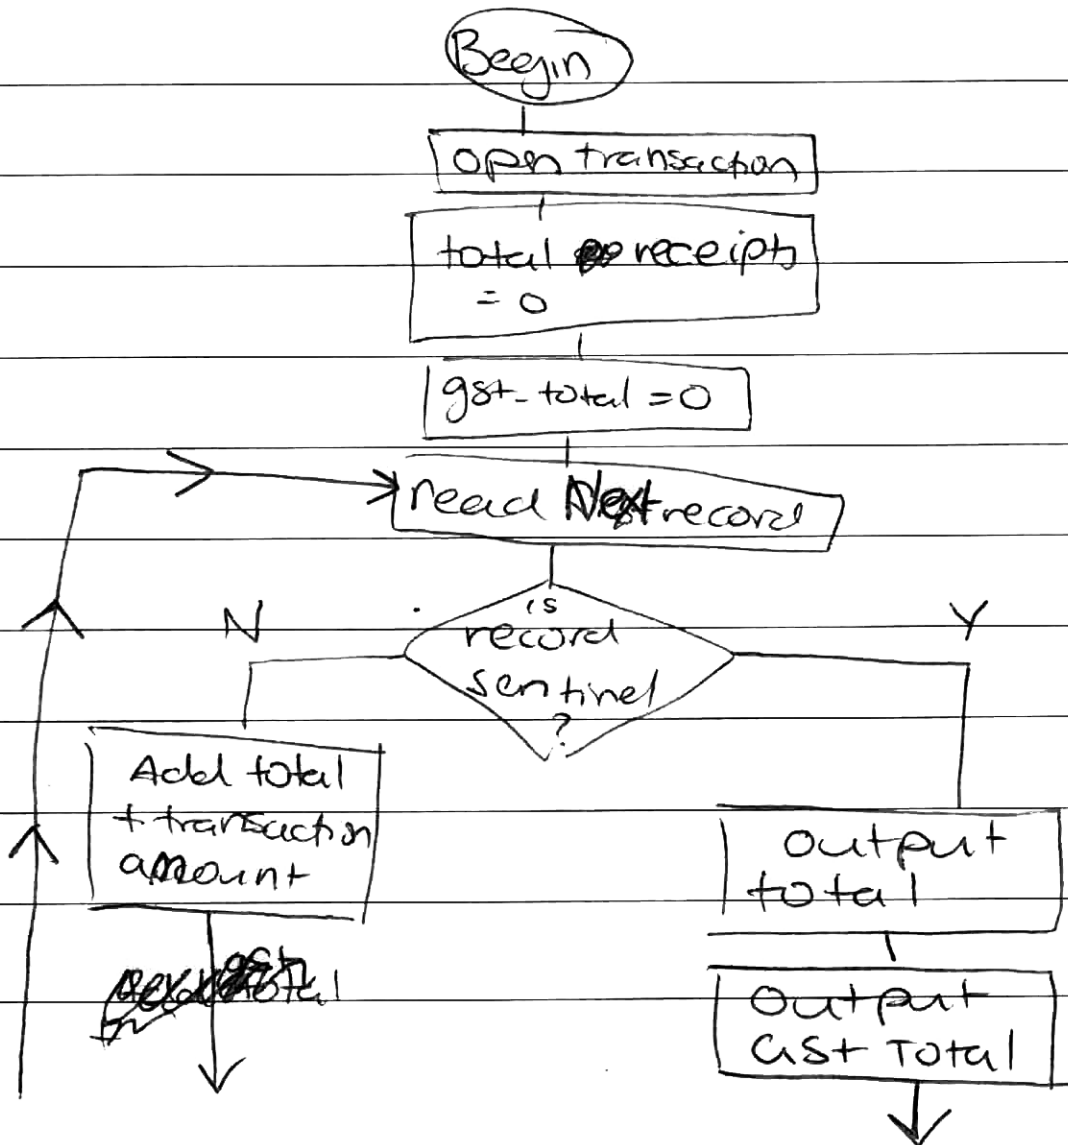 Beegin
open transaction
total receipts
= 0
gst_total = 0
read Next record
is
record
sentinel
?
N
Y
Add total
+ transaction
amount
total
output
total
output
GST Total